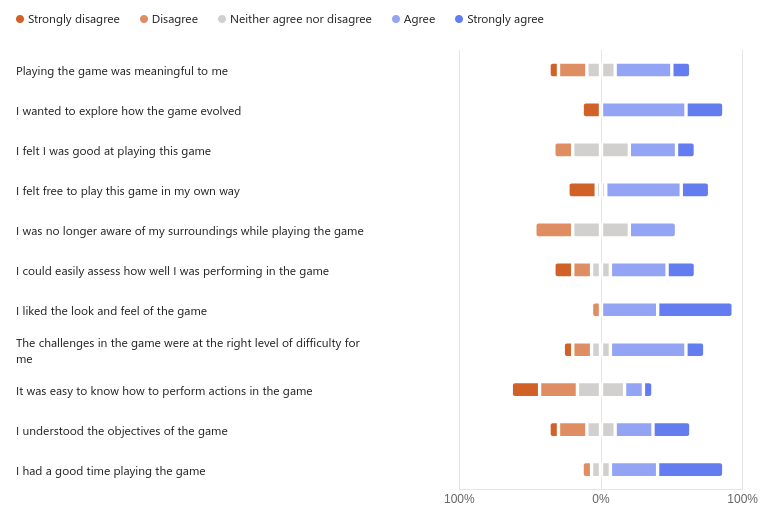 Strongly disagree Disagree Neither agree nor disagree Agree Strongly agree
Playing the game was meaningful to me
I wanted to explore how the game evolved
I felt I was good at playing this game
I felt free to play this game in my own way
I was no longer aware of my surroundings while playing the game
I could easily assess how well I was performing in the game
I liked the look and feel of the game
The challenges in the game were at the right level of difficulty for
me
It was easy to know how to perform actions in the game
I understood the objectives of the game
I had a good time playing the game
100% 0% 100%